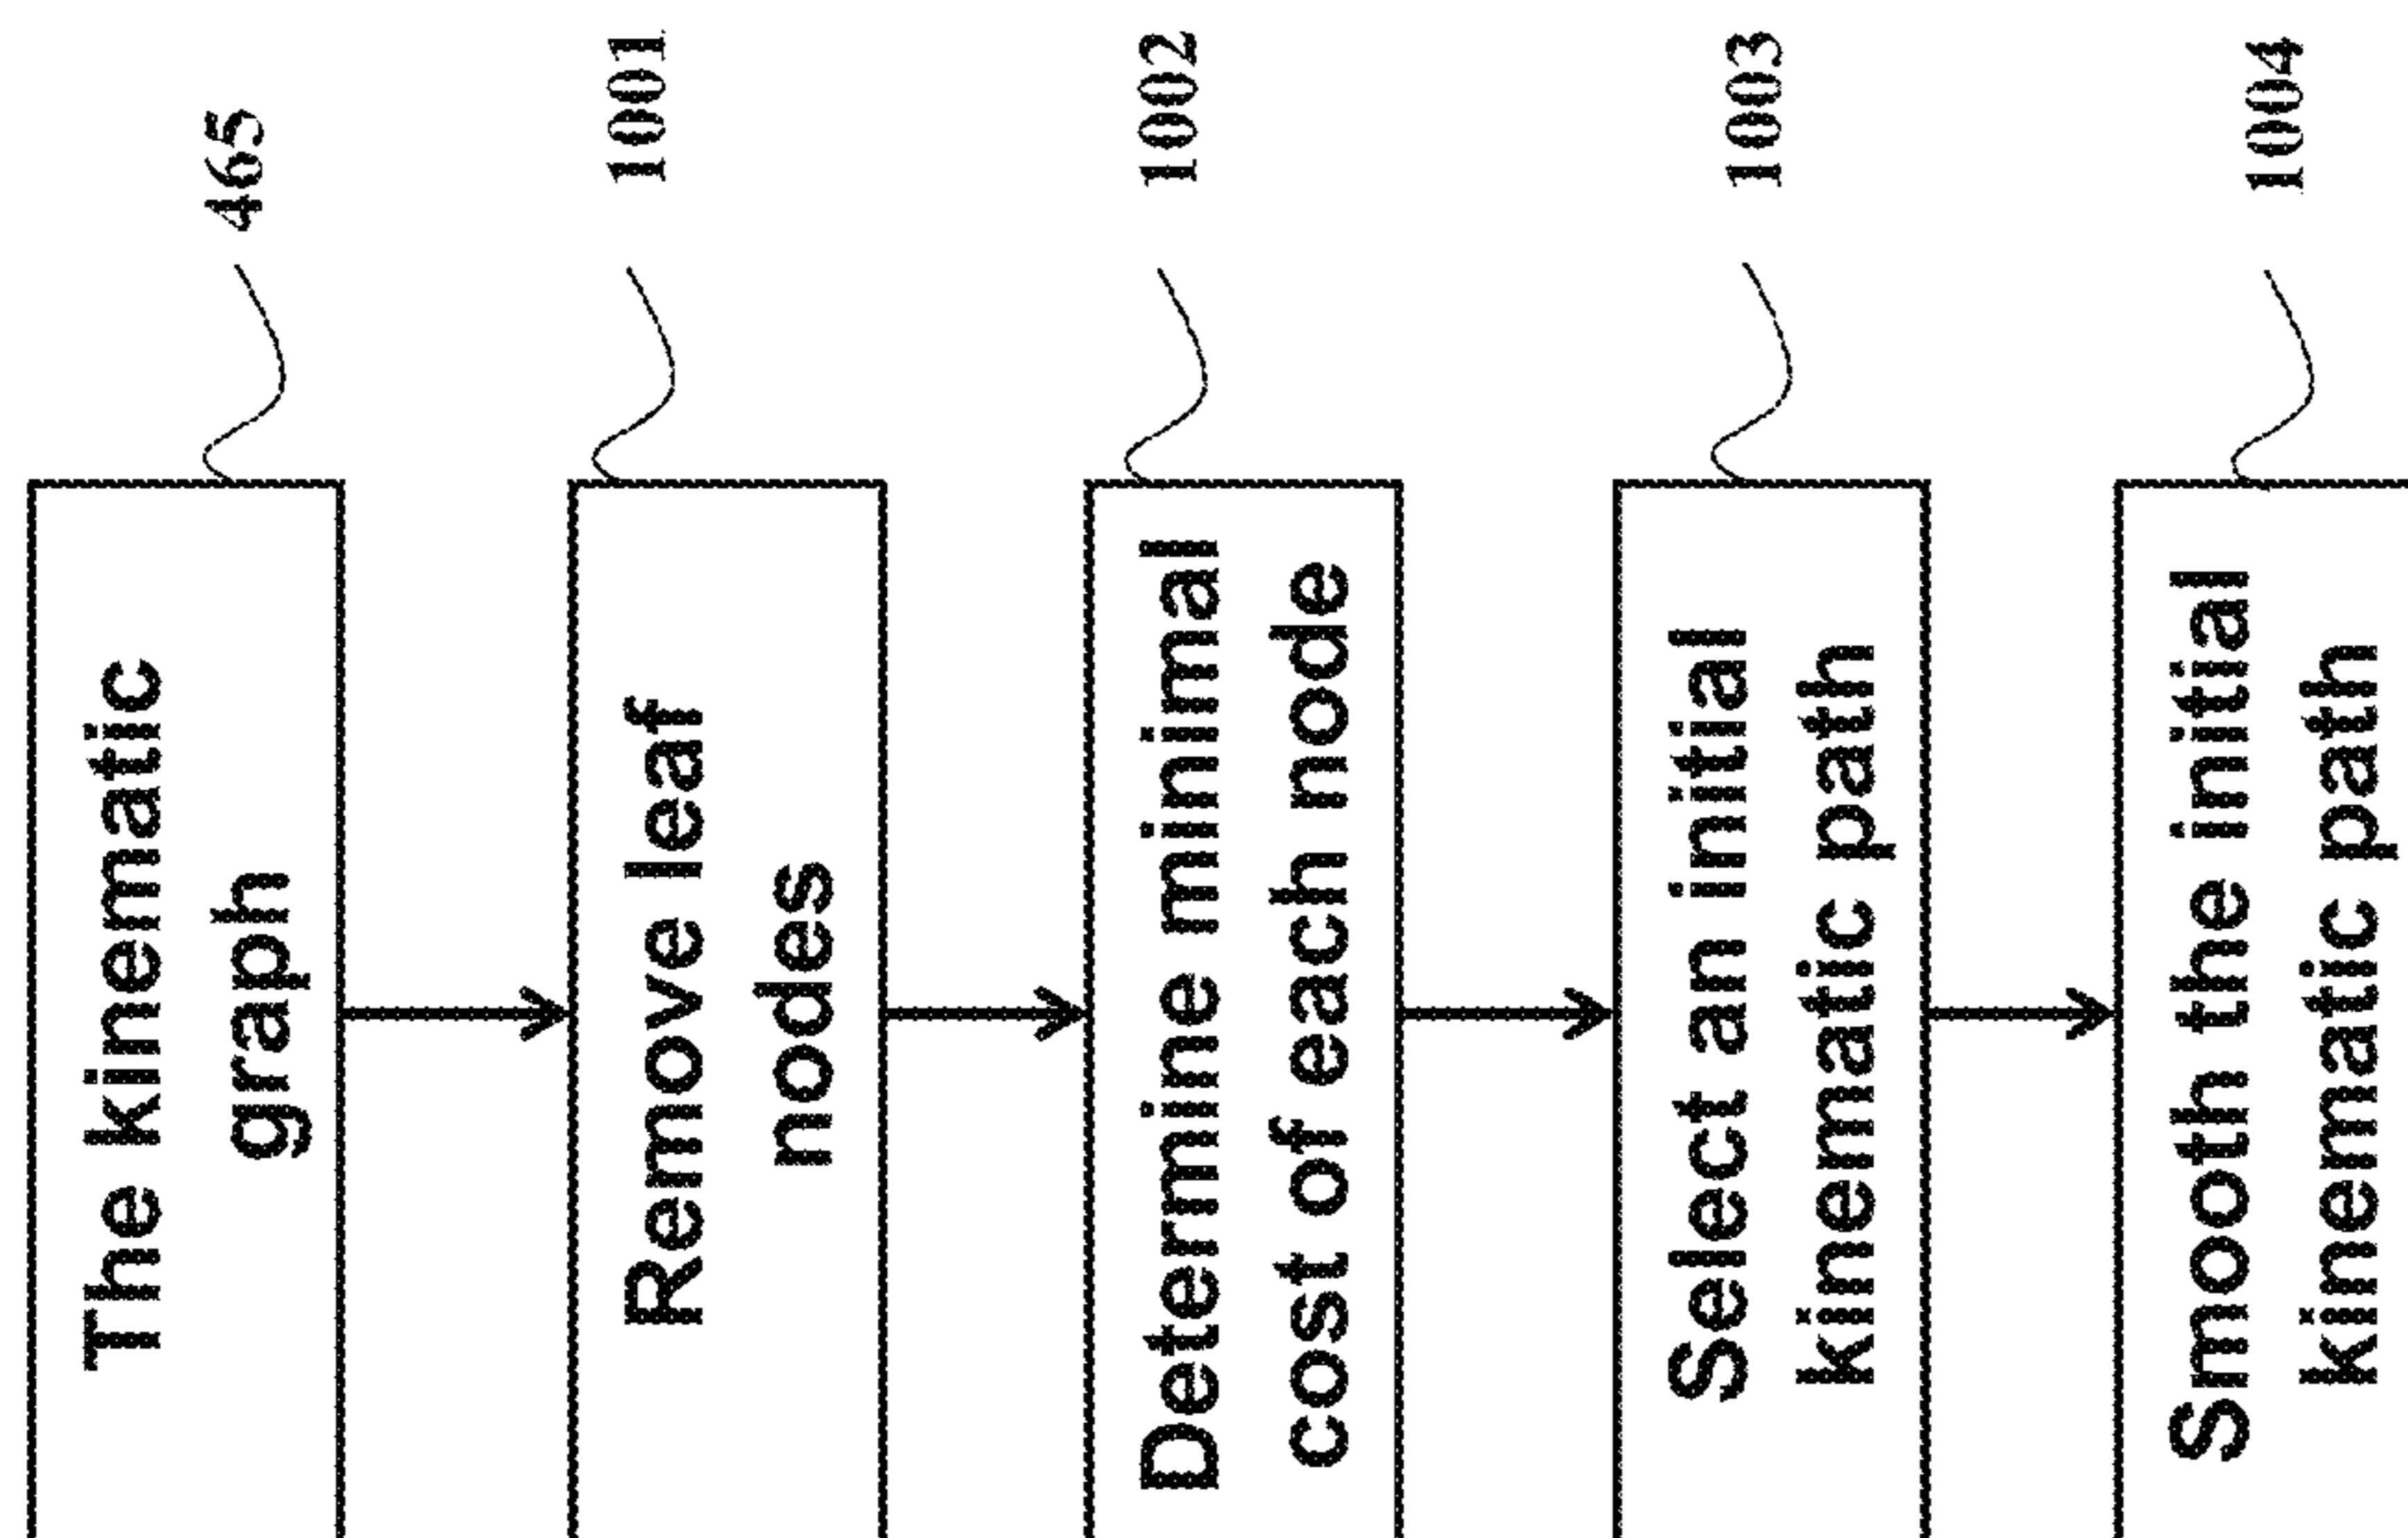 The kinematic
graph
465
Remove leaf
nodes
1001
Determine minimal
cost of each node
1002
Select an initial
kinematic path
1003
Smooth the initial
kinematic path
1004